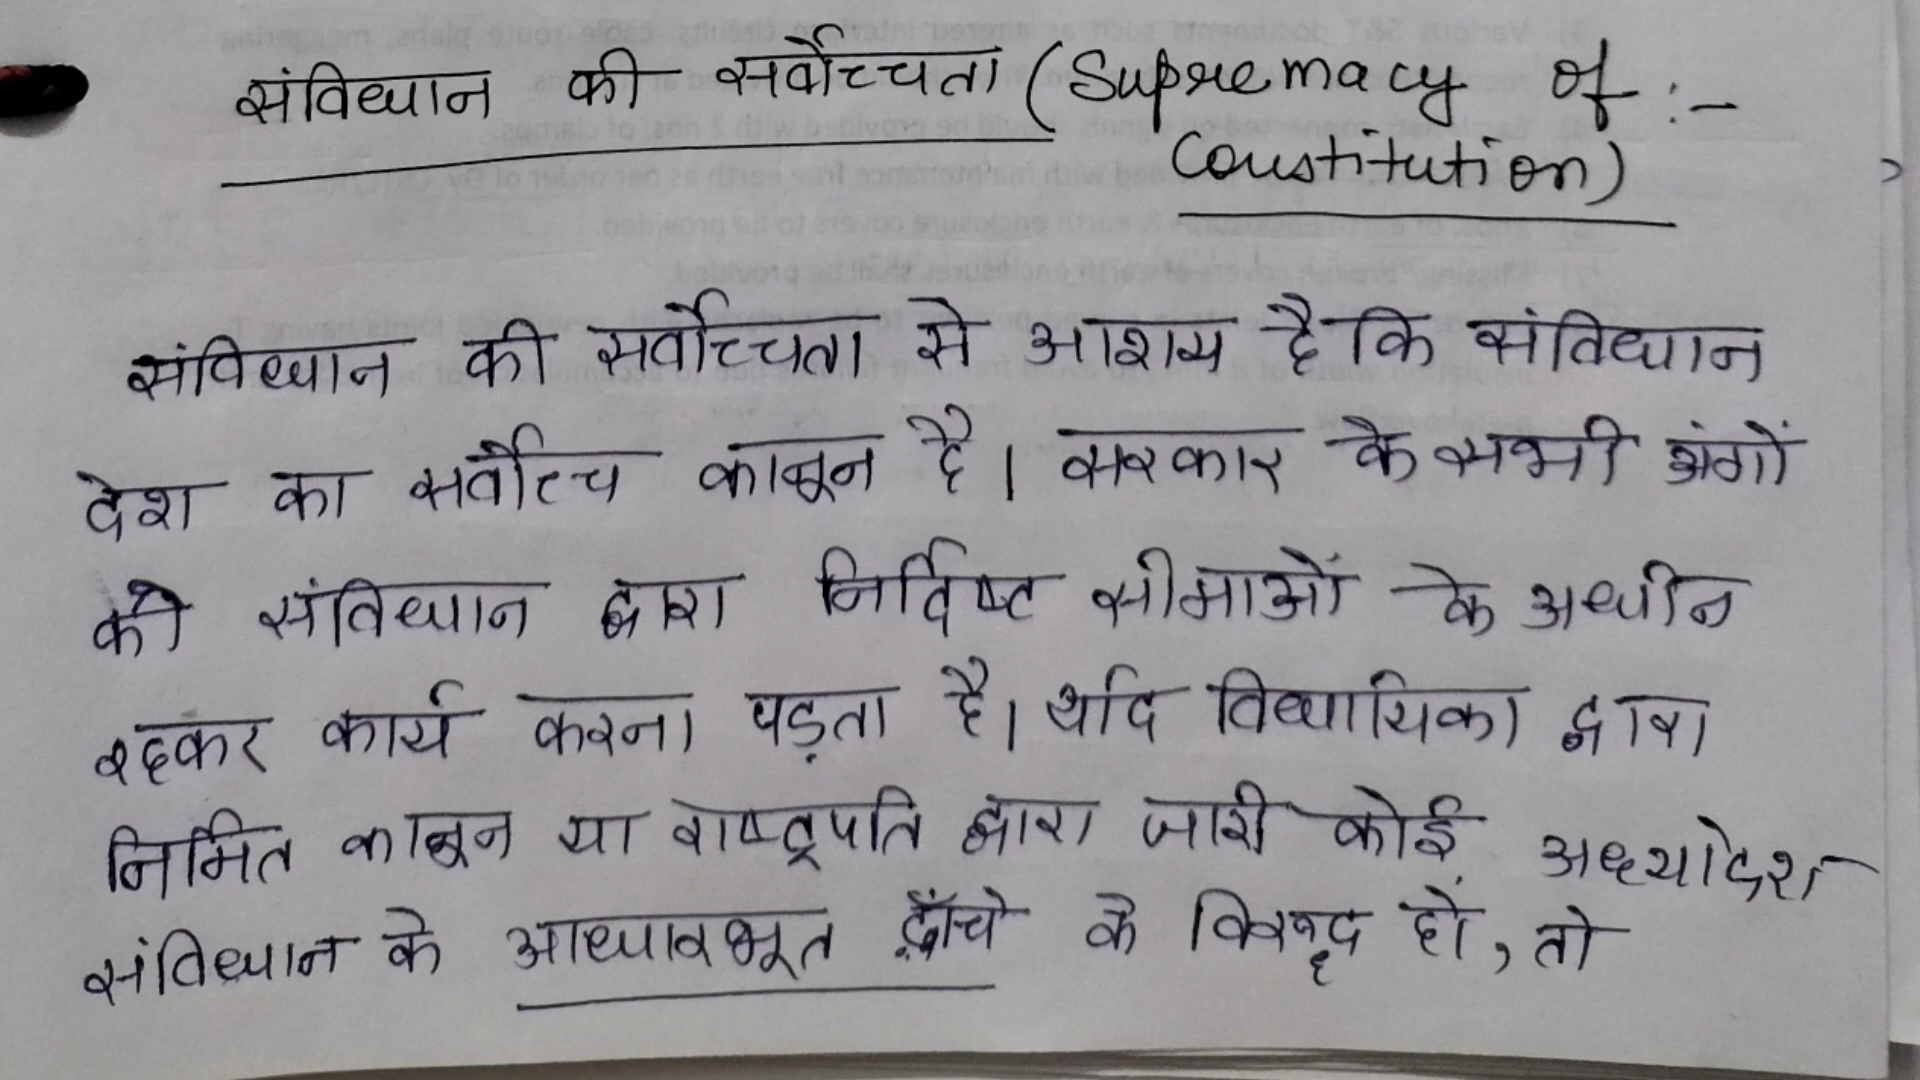 संविधान की सर्वोच्चता (Supremacy of :-
Constitution)
संविधान की सर्वोच्चता से आशय है कि संविधान
देश का सर्वोच्च कानून है। सरकार के सभी अंगों
को संविधान द्वारा निर्दिष्ट सीमाओं के अधीन
रहकर कार्य करना पड़ता है। यदि विधायिका द्वारा
निर्मित कानून या राष्ट्रपति द्वारा जारी कोई अध्यादेश
संविधान के आधारभूत ढाँचे के विरुद्ध हों, तो